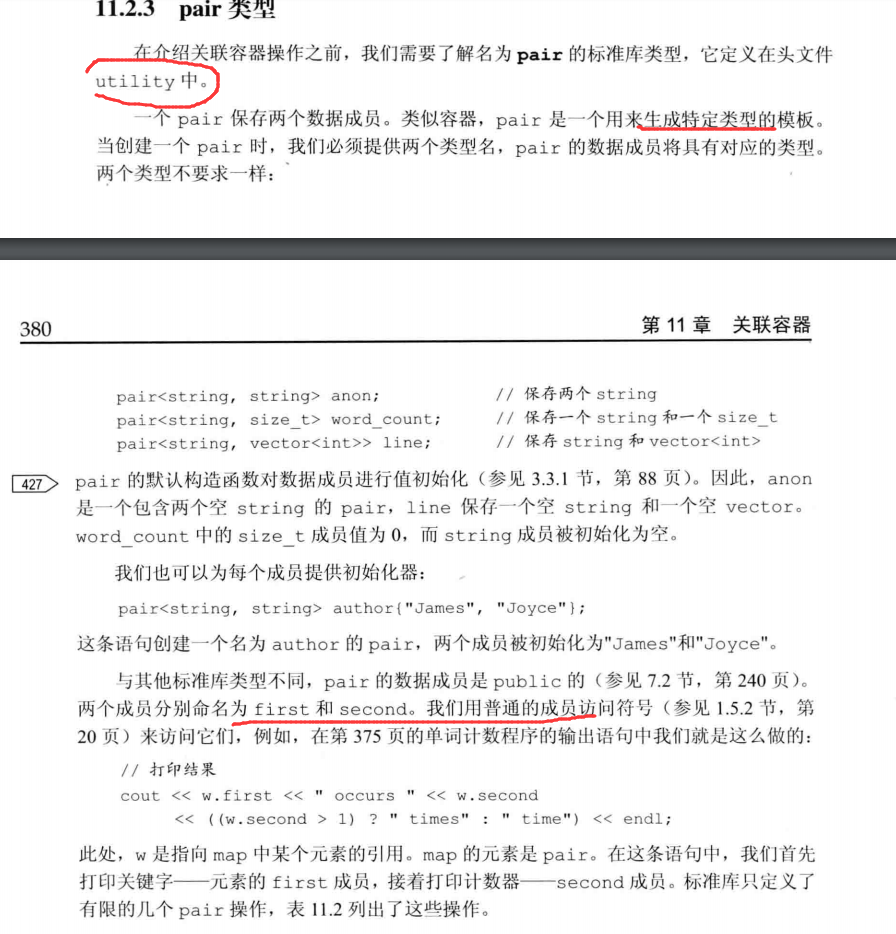 11.2.3 pair 类型
在介绍关联容器操作之前，我们需要了解名为 pair 的标准库类型，它定义在头文件
utility 中。
一个 pair 保存两个数据成员。类似容器，pair 是一个用来生成特定类型的模板。
当创建一个 pair 时，我们必须提供两个类型名，pair 的数据成员将具有对应的类型。
两个类型不要求一样：
380 第 11 章 关联容器
pair<string, string> anon; // 保存两个 string
pair<string, size_t> word_count; // 保存一个 string 和一个 size_t
pair<string, vector<int>> line; // 保存 string 和 vector<int>
427 pair 的默认构造函数对数据成员进行值初始化（参见 3.3.1 节，第 88 页）。因此，anon
是一个包含两个空 string 的 pair，line 保存一个空 string 和一个空 vector。
word_count 中的 size_t 成员值为 0，而 string 成员被初始化为空。
我们也可以为每个成员提供初始化器：
pair<string, string> author{"James", "Joyce"};
这条语句创建一个名为 author 的 pair，两个成员被初始化为"James"和"Joyce"。
与其他标准库类型不同，pair 的数据成员是 public 的（参见 7.2 节，第 240 页）。
两个成员分别命名为 first 和 second。我们用普通的成员访问符号（参见 1.5.2 节，第
20 页）来访问它们，例如，在第 375 页的单词计数程序的输出语句中我们就是这么做的：
// 打印结果
cout << w.first << " occurs " << w.second
<< ((w.second > 1) ? " times" : " time") << endl;
此处，w 是指向 map 中某个元素的引用。map 的元素是 pair。在这条语句中，我们首先
打印关键字——元素的 first 成员，接着打印计数器——second 成员。标准库只定义了
有限的几个 pair 操作，表 11.2 列出了这些操作。